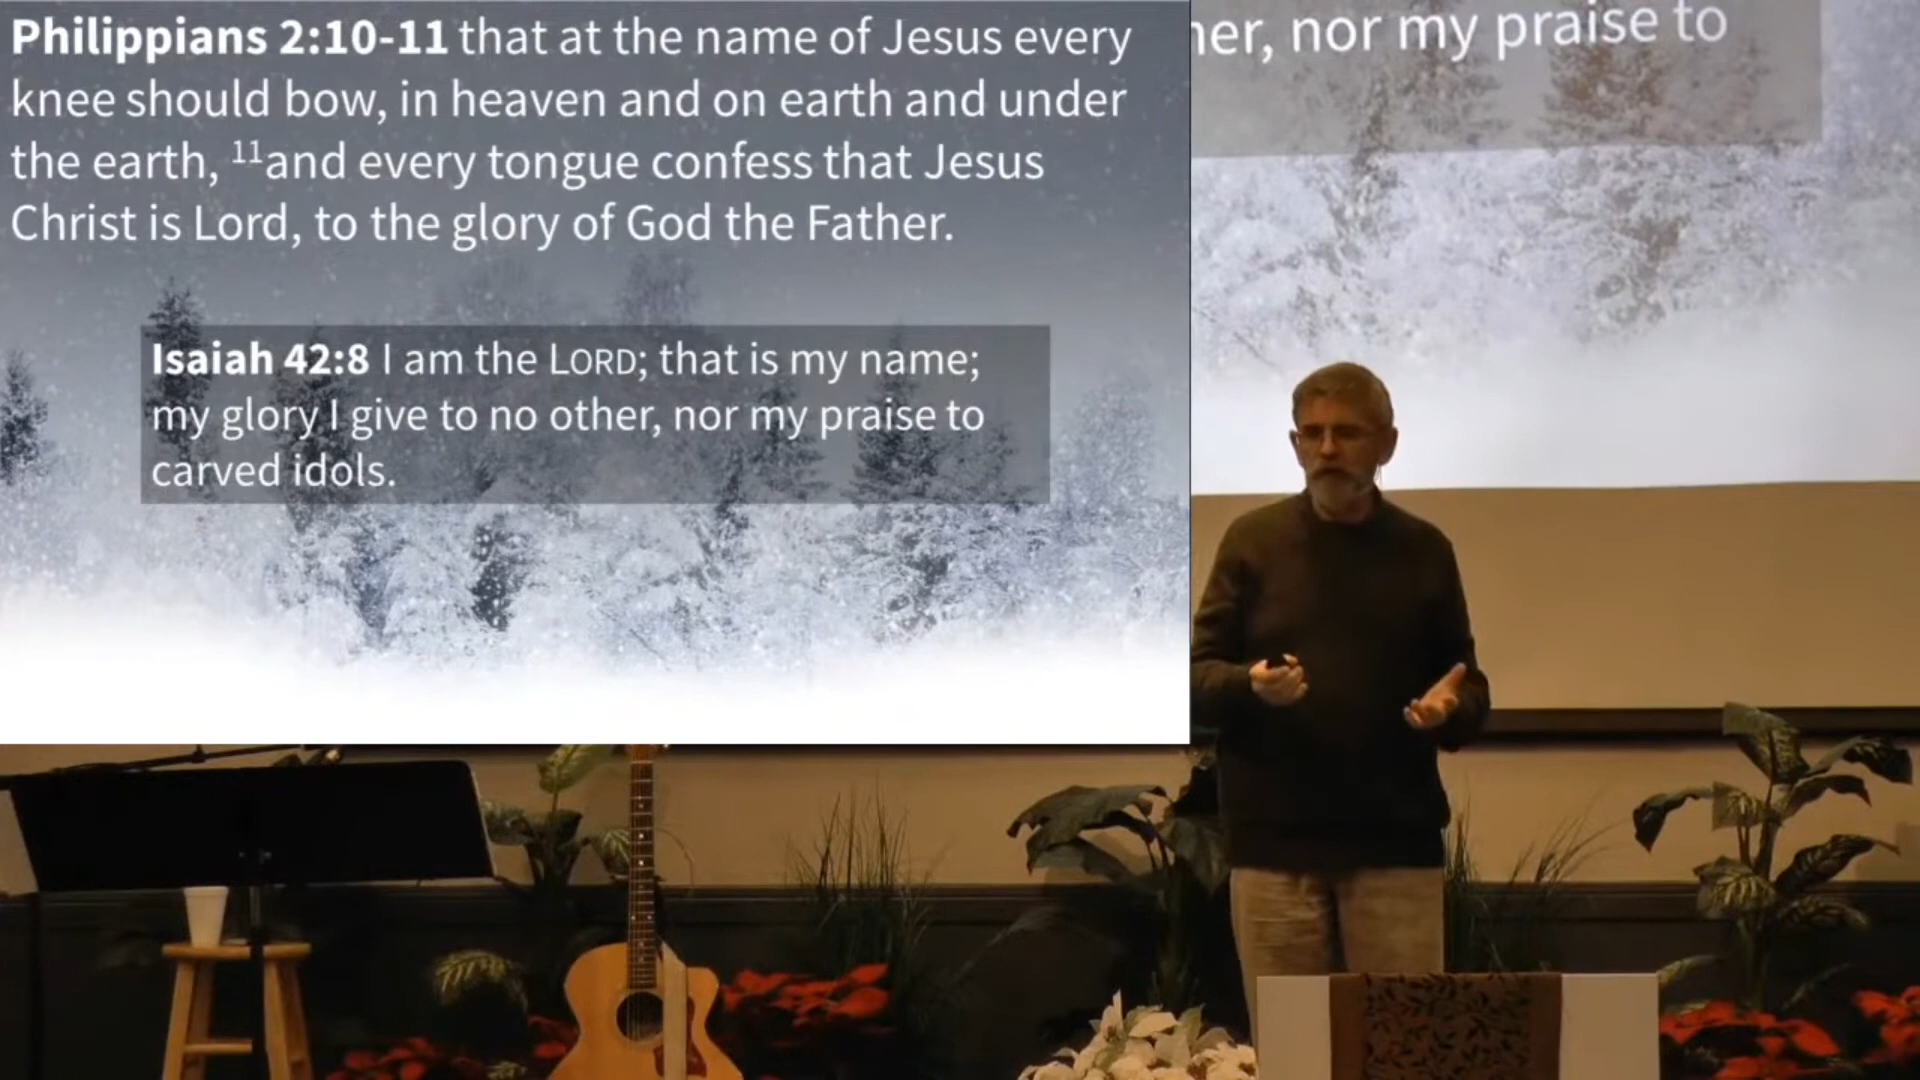 Philippians 2:10-11 that at the name of Jesus every
knee should bow, in heaven and on earth and under
the earth, ¹¹and every tongue confess that Jesus
Christ is Lord, to the glory of God the Father.
Isaiah 42:8 I am the LORD; that is my name;
my glory I give to no other, nor my praise to
carved idols.
her, nor my praise to